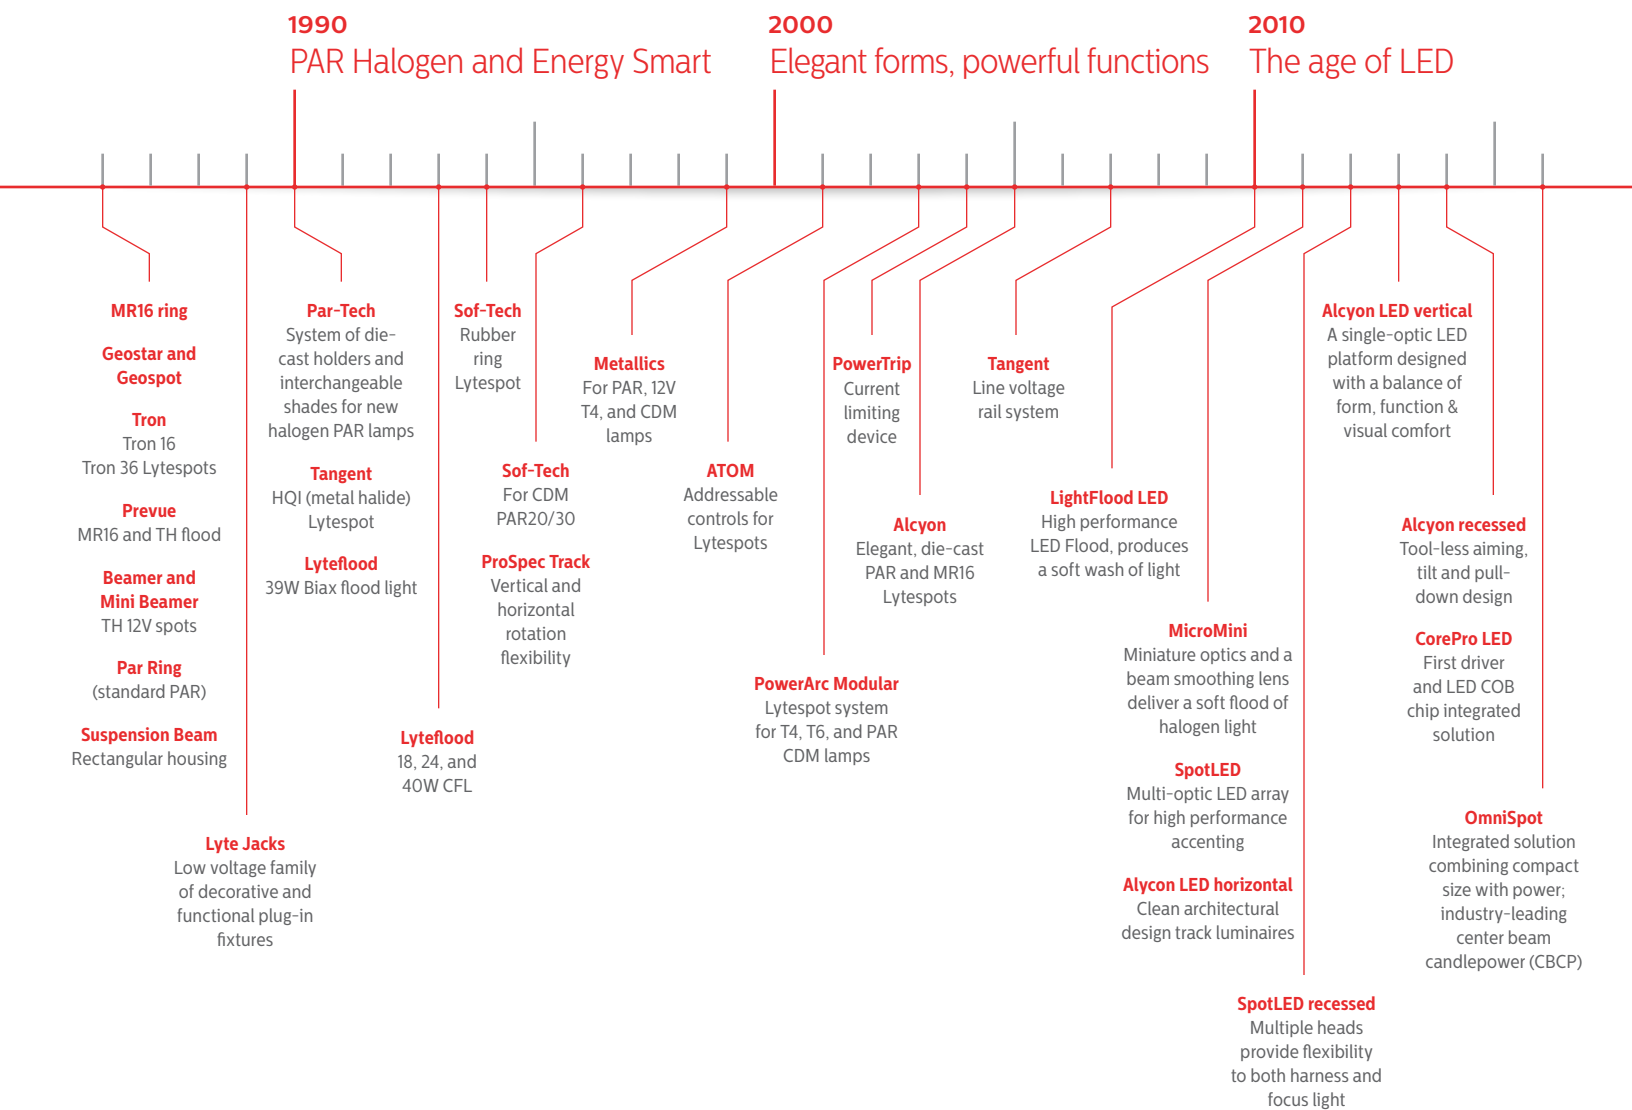 1990
PAR Halogen and Energy Smart
2000
Elegant forms, powerful functions
2010
The age of LED
MR16 ring
Geostar and
Geospot
Tron
Tron 16
Tron 36 Lytespots
Prevue
MR16 and TH flood
Beamer and
Mini Beamer
TH 12V spots
Par Ring
(standard PAR)
Suspension Beam
Rectangular housing
Lyte Jacks
Low voltage family
of decorative and
functional plug-in
fixtures
Par-Tech
System of die-
cast holders and
interchangeable
shades for new
halogen PAR lamps
Tangent
HQI (metal halide)
Lytespot
Lyteflood
39W Biax flood light
Lyteflood
18, 24, and
40W CFL
Sof-Tech
Rubber
ring
Lytespot
Sof-Tech
For CDM
PAR20/30
ProSpec Track
Vertical and
horizontal
rotation
flexibility
Metallics
For PAR, 12V
T4, and CDM
lamps
ATOM
Addressable
controls for
Lytespots
PowerArc Modular
Lytespot system
for T4, T6, and PAR
CDM lamps
PowerTrip
Current
limiting
device
Alcyon
Elegant, die-cast
PAR and MR16
Lytespots
Tangent
Line voltage
rail system
LightFlood LED
High performance
LED Flood, produces
a soft wash of light
MicroMini
Miniature optics and a
beam smoothing lens
deliver a soft flood of
halogen light
SpotLED
Multi-optic LED array
for high performance
accenting
Alycon LED horizontal
Clean architectural
design track luminaires
SpotLED recessed
Multiple heads
provide flexibility
to both harness and
focus light
Alcyon LED vertical
A single-optic LED
platform designed
with a balance of
form, function &
visual comfort
Alcyon recessed
Tool-less aiming,
tilt and pull-
down design
CorePro LED
First driver
and LED COB
chip integrated
solution
OmniSpot
Integrated solution
combining compact
size with power;
industry-leading
center beam
candlepower (CBCP)